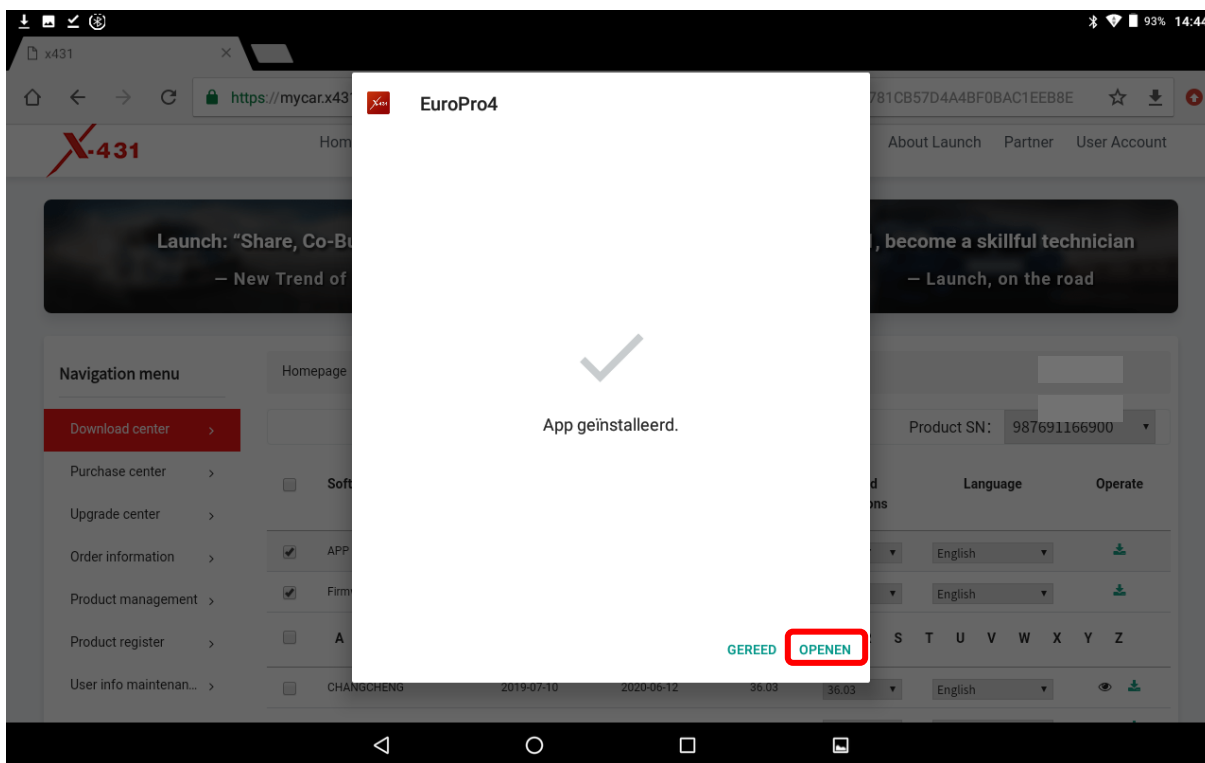 93% 14:44
x431
https://mycar.x43
781CB57D4A4BF0BAC1EEB8E
X-431
EuroPro4
X-431
Hom
About Launch Partner User Account
Launch: “Share, Co-Bu
, become a skillful technician
— New Trend of
— Launch, on the road
Navigation menu
Homepage
App geïnstalleerd.
Download center >
Product SN: 987691166900
Purchase center >
Soft
Language
Operate
Upgrade center >
Order information >
APP
English
Product management >
Firm
English
Product register >
A
S T U V W X Y Z
GEREED OPENEN
User info maintenan... >
CHANGCHENG 2019-07-10 2020-06-12 36.03 36.03 English